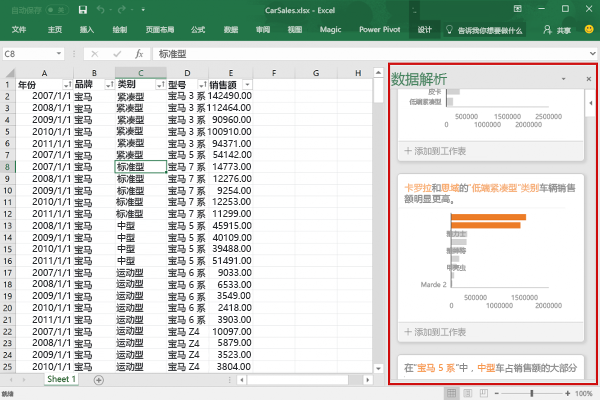 自动保存
CarSales.xlsx - Excel
文件 主页 插入 绘制 页面布局 公式 数据 审阅 视图 Magic Power Pivot 设计 告诉我你想要做什么 共享
C8 fx 标准型
A B C D E F G H
1 年份 品牌 类别 型号 销售额
2 2007/1/1 宝马 紧凑型 宝马 3 系 142490.00
3 2008/1/1 宝马 紧凑型 宝马 3 系 112464.00
4 2009/1/1 宝马 紧凑型 宝马 3 系 90960.00
5 2010/1/1 宝马 紧凑型 宝马 3 系 100910.00
6 2011/1/1 宝马 紧凑型 宝马 3 系 94371.00
7 2007/1/1 宝马 紧凑型 宝马 5 系 54142.00
8 2007/1/1 宝马 标准型 宝马 7 系 14773.00
9 2008/1/1 宝马 标准型 宝马 7 系 12276.00
10 2009/1/1 宝马 标准型 宝马 7 系 9254.00
11 2010/1/1 宝马 标准型 宝马 7 系 12253.00
12 2011/1/1 宝马 标准型 宝马 7 系 11299.00
13 2008/1/1 宝马 中型 宝马 5 系 45915.00
14 2009/1/1 宝马 中型 宝马 5 系 40109.00
15 2010/1/1 宝马 中型 宝马 5 系 39488.00
16 2011/1/1 宝马 中型 宝马 5 系 51491.00
17 2007/1/1 宝马 运动型 宝马 6 系 9033.00
18 2008/1/1 宝马 运动型 宝马 6 系 6533.00
19 2009/1/1 宝马 运动型 宝马 6 系 3549.00
20 2010/1/1 宝马 运动型 宝马 6 系 2418.00
21 2011/1/1 宝马 运动型 宝马 6 系 3903.00
22 2007/1/1 宝马 运动型 宝马 Z4 10097.00
23 2008/1/1 宝马 运动型 宝马 Z4 5879.00
24 2009/1/1 宝马 运动型 宝马 Z4 3523.00
25 2010/1/1 宝马 运动型 宝马 Z4 3804.00
Sheet 1
就绪
100%
数据解析
皮卡
低端紧凑型
500000 1500000 2500000
0 1000000 2000000
添加到工作表
卡罗拉和思域的“低端紧凑型”类别车辆销售
额明显更高。
Marde 2
500000 1500000
0 1000000
添加到工作表
在“宝马 5 系”中，中型车占销售额的大部分